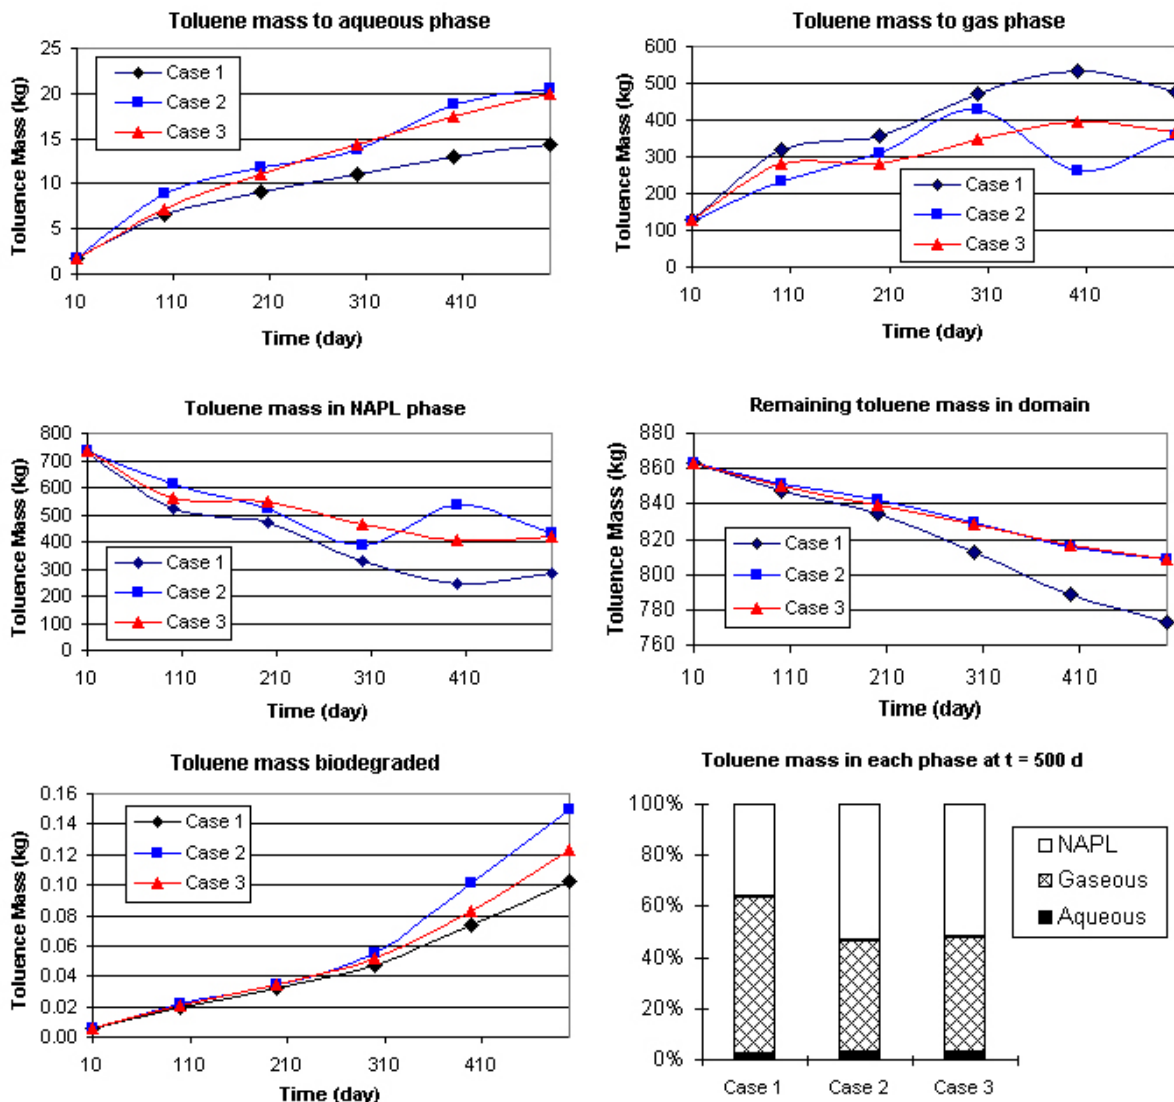 Toluene mass to aqueous phase
Toluence Mass (kg)
25
20
15
10
5
0
Case 1
Case 2
Case 3
10 110 210 310 410
Time (day)
Toluene mass to gas phase
Toluence Mass (kg)
600
500
400
300
200
100
0
Case 1
Case 2
Case 3
10 110 210 310 410
Time (day)
Toluene mass in NAPL phase
Toluence Mass (kg)
800
700
600
500
400
300
200
100
0
Case 1
Case 2
Case 3
10 110 210 310 410
Time (day)
Remaining toluene mass in domain
Toluence Mass (kg)
880
860
840
820
800
780
760
Case 1
Case 2
Case 3
10 110 210 310 410
Time (day)
Toluene mass biodegraded
Toluence Mass (kg)
0.16
0.14
0.12
0.10
0.08
0.06
0.04
0.02
0.00
Case 1
Case 2
Case 3
10 110 210 310 410
Time (day)
Toluene mass in each phase at t = 500 d
100%
80%
60%
40%
20%
0%
NAPL
Gaseous
Aqueous
Case 1 Case 2 Case 3